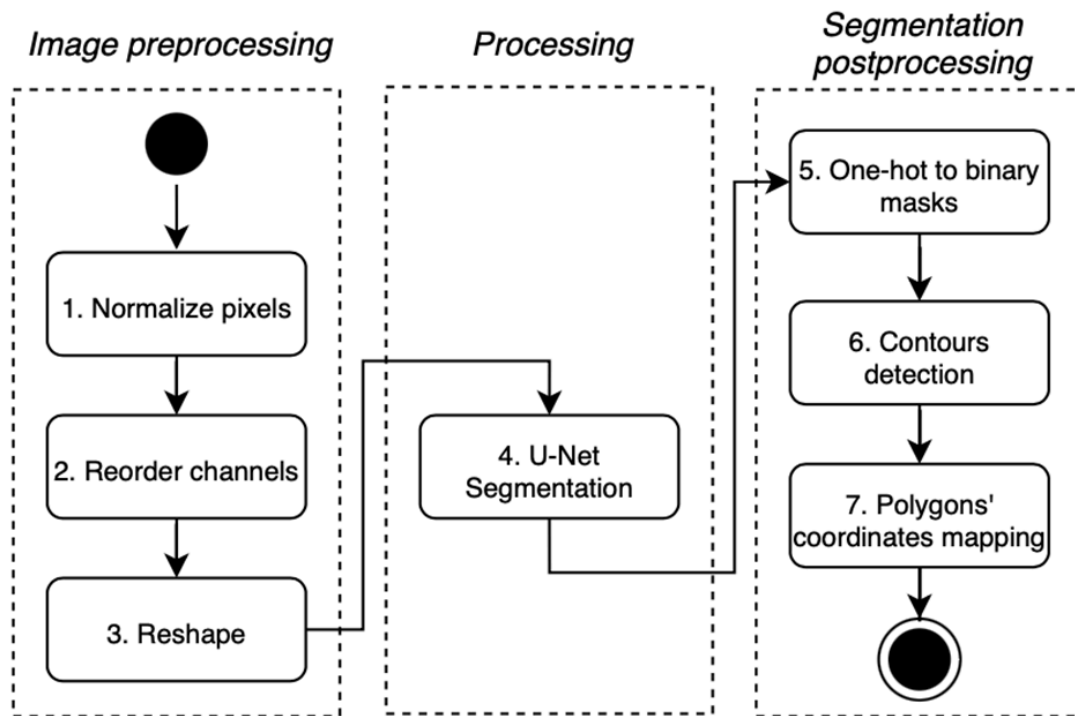 Image preprocessing
1. Normalize pixels
2. Reorder channels
3. Reshape
Processing
4. U-Net
Segmentation
Segmentation
postprocessing
5. One-hot to binary
masks
6. Contours
detection
7. Polygons'
coordinates mapping